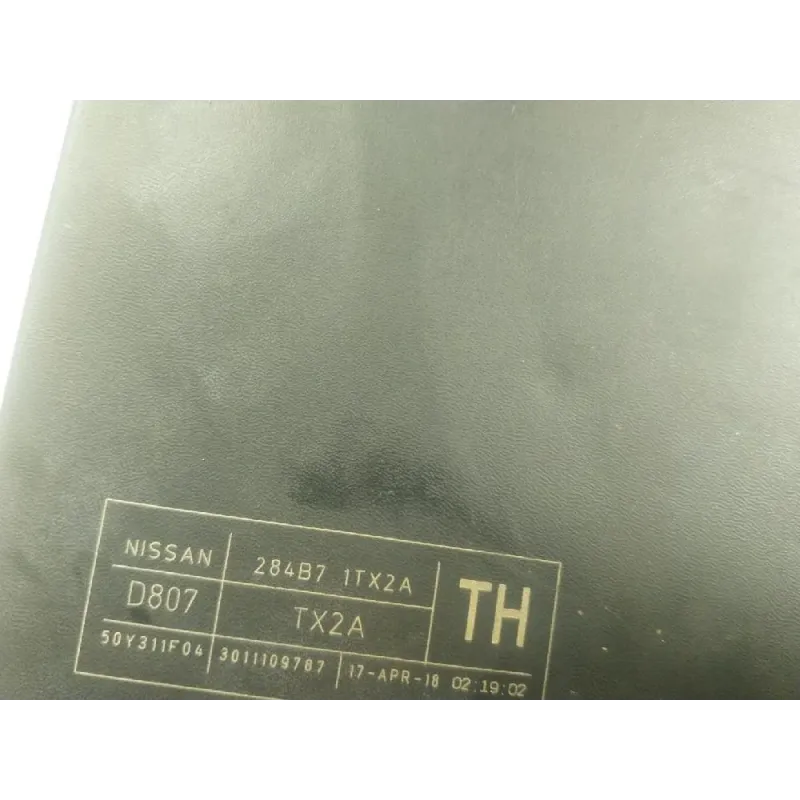 NISSAN 284B7 1TX2A
D807 TX2A TH
50Y311F04 3011109787 17-APR-18 02:19:02